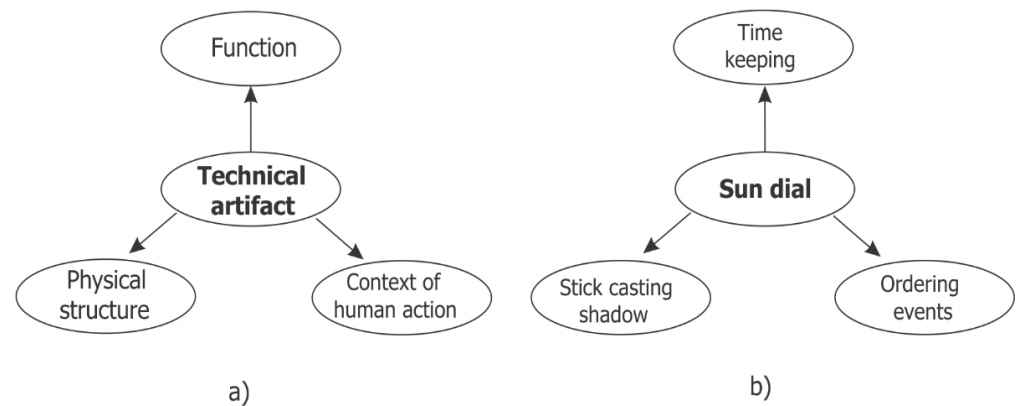 Function
Technical
artifact
Physical
structure
Context of
human action
a)
Time
keeping
Sun dial
Stick casting
shadow
Ordering
events
b)